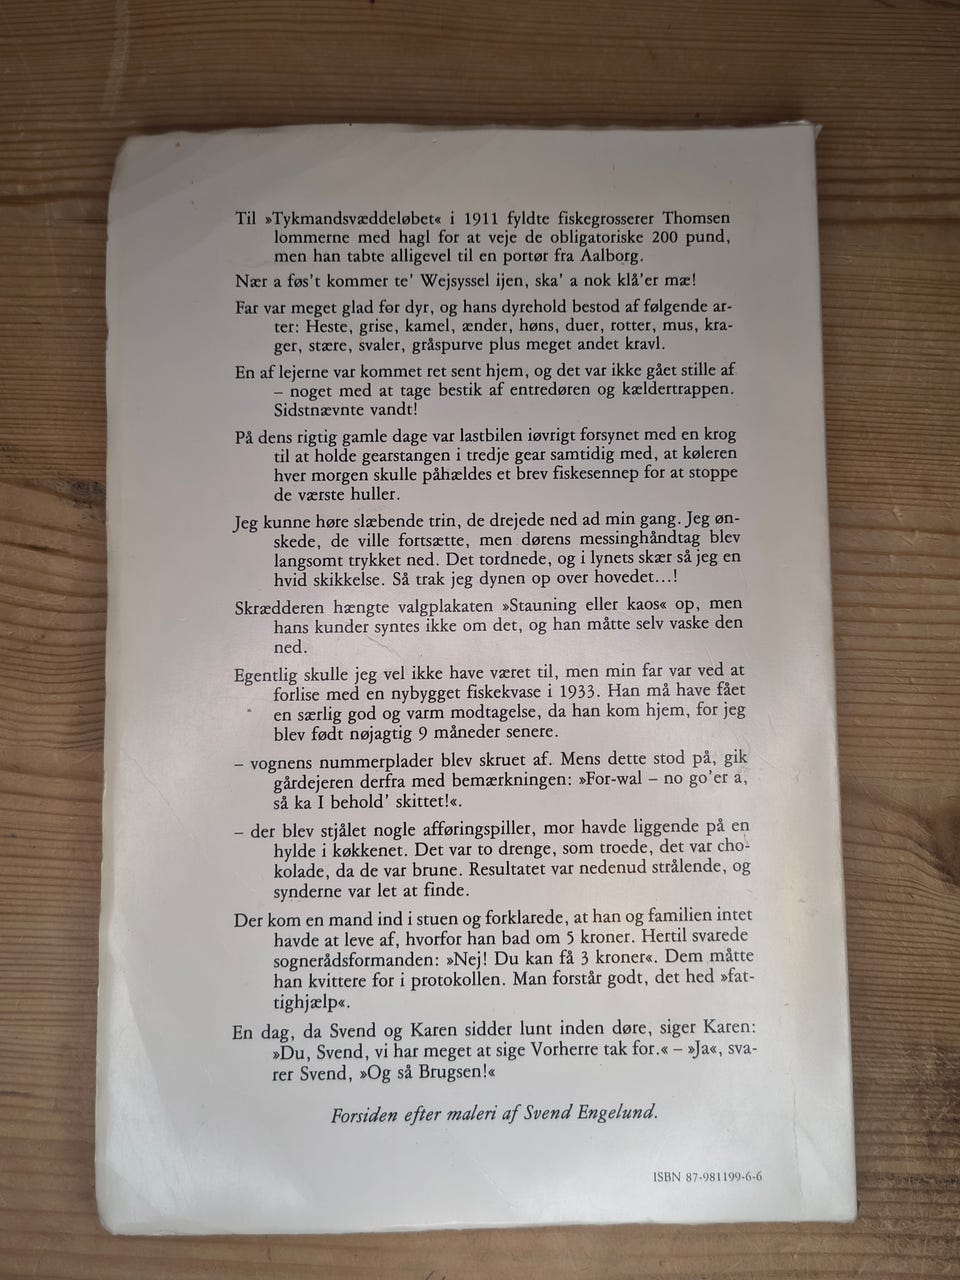 Til »Tykmandsvæddeløbet« i 1911 fyldte fiskegrosserer Thomsen
lommerne med hagl for at veje de obligatoriske 200 pund,
men han tabte alligevel til en portør fra Aalborg.
Nær a føs't kommer te' Wejsyssel ijen, ska' a nok klå'er mæ!
Far var meget glad for dyr, og hans dyrehold bestod af følgende ar-
ter: Heste, grise, kamel, ænder, høns, duer, rotter, mus, kra-
ger, stære, svaler, gråspurve plus meget andet kravl.
En af lejerne var kommet ret sent hjem, og det var ikke gået stille af
– noget med at tage bestik af entredøren og kældertrappen.
Sidstnævnte vandt!
På dens rigtig gamle dage var lastbilen iøvrigt forsynet med en krog
til at holde gearstangen i tredje gear samtidig med, at køleren
hver morgen skulle påhældes et brev fiskesennep for at stoppe
de værste huller.
Jeg kunne høre slæbende trin, de drejede ned ad min gang. Jeg øn-
skede, de ville fortsætte, men dørens messinghåndtag blev
langsomt trykket ned. Det tordnede, og i lynets skær så jeg en
hvid skikkelse. Så trak jeg dynen op over hovedet...!
Skrædderen hængte valgplakaten »Stauning eller kaos« op, men
hans kunder syntes ikke om det, og han måtte selv vaske den
ned.
Egentlig skulle jeg vel ikke have været til, men min far var ved at
forlise med en nybygget fiskekvase i 1933. Han må have fået
en særlig god og varm modtagelse, da han kom hjem, for jeg
blev født nøjagtig 9 måneder senere.
– vognens nummerplader blev skruet af. Mens dette stod på, gik
gårdejeren derfra med bemærkningen: »For-wal – no go'er a,
så ka I behold' skittet!«.
– der blev stjålet nogle afføringspiller, mor havde liggende på en
hylde i køkkenet. Det var to drenge, som troede, det var cho-
kolade, da de var brune. Resultatet var nedenud strålende, og
synderne var let at finde.
Der kom en mand ind i stuen og forklarede, at han og familien intet
havde at leve af, hvorfor han bad om 5 kroner. Hertil svarede
sognerådsformanden: »Nej! Du kan få 3 kroner«. Dem måtte
han kvittere for i protokollen. Man forstår godt, det hed »fat-
tighjælp«.
En dag, da Svend og Karen sidder lunt inden døre, siger Karen:
»Du, Svend, vi har meget at sige Vorherre tak for.« – »Ja«, sva-
rer Svend, »Og så Brugsen!«
Forsiden efter maleri af Svend Engelund.
ISBN 87-981199-6-6